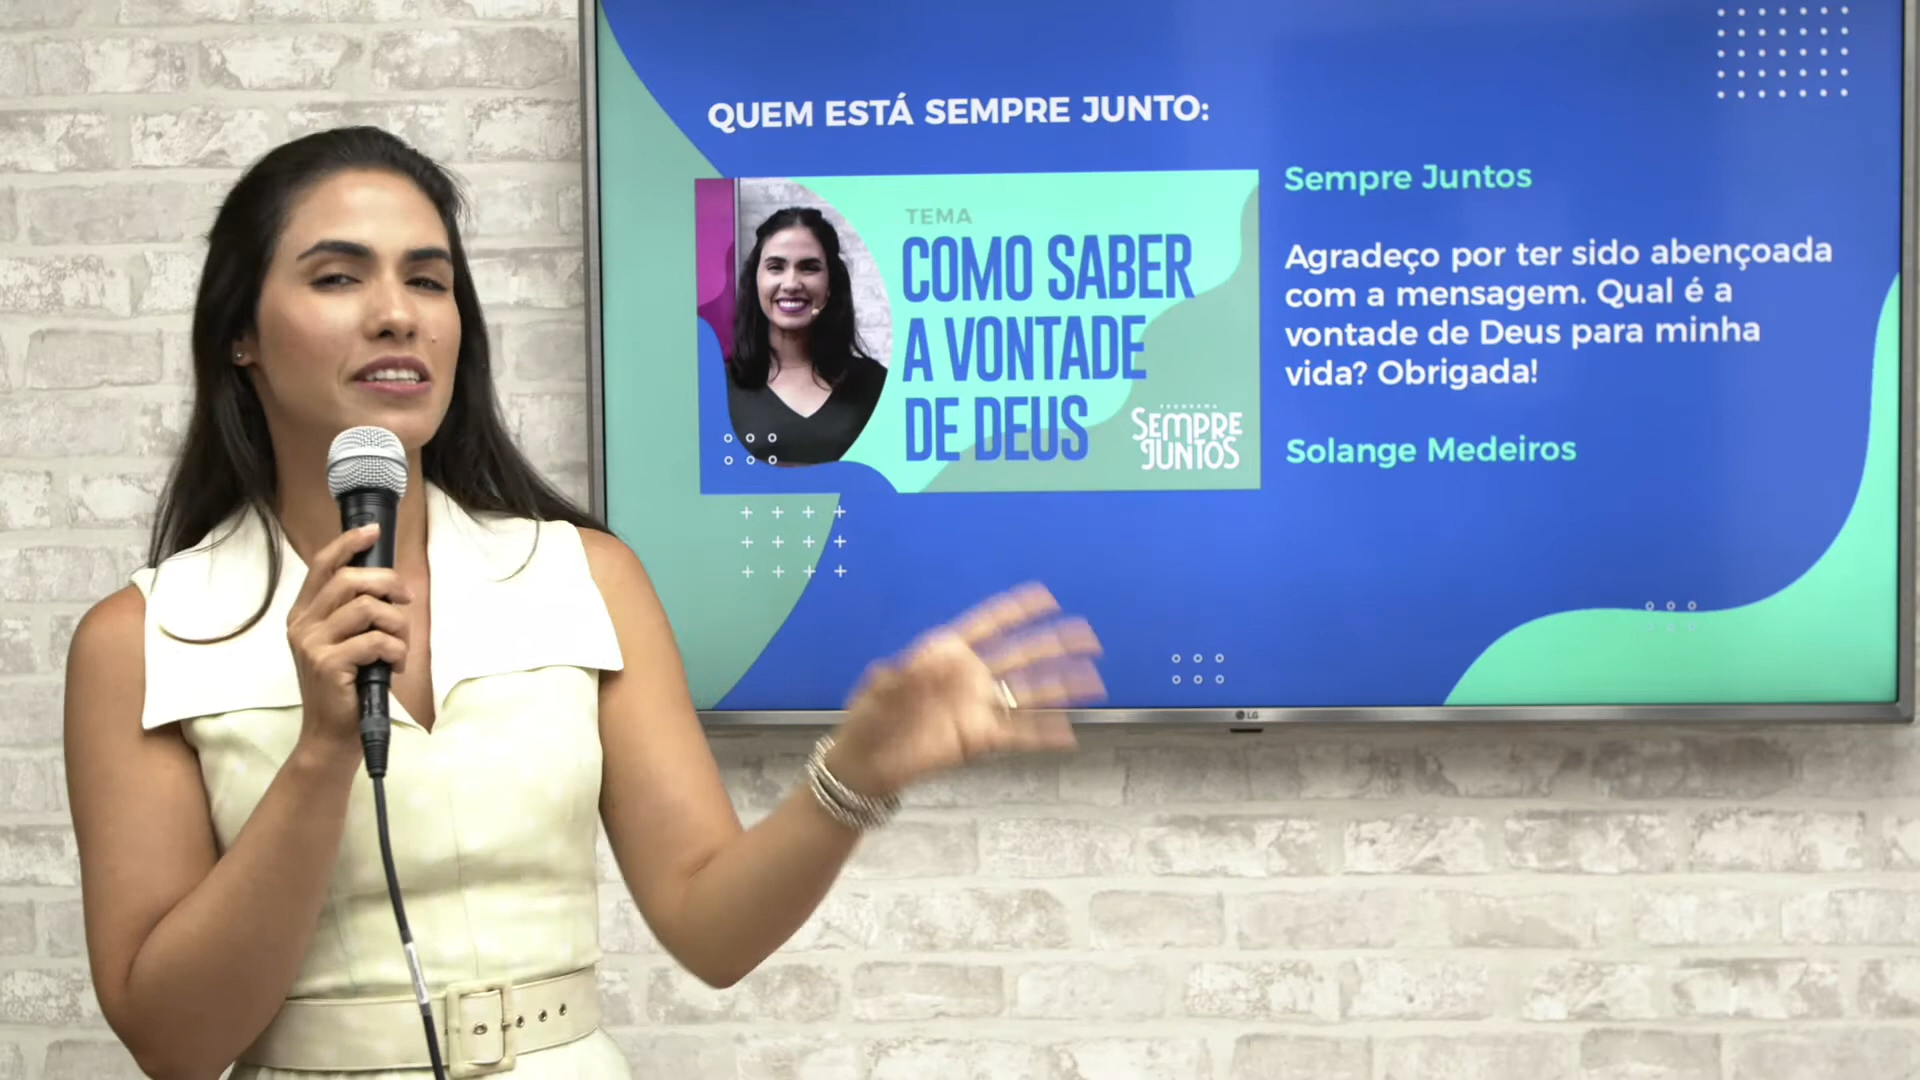 QUEM ESTÁ SEMPRE JUNTO:
TEMA
COMO SABER
A VONTADE
DE DEUS
PROGRAMA
SEMPRE
JUNTOS
Sempre Juntos
Agradeço por ter sido abençoada
com a mensagem. Qual é a
vontade de Deus para minha
vida? Obrigada!
Solange Medeiros
LG